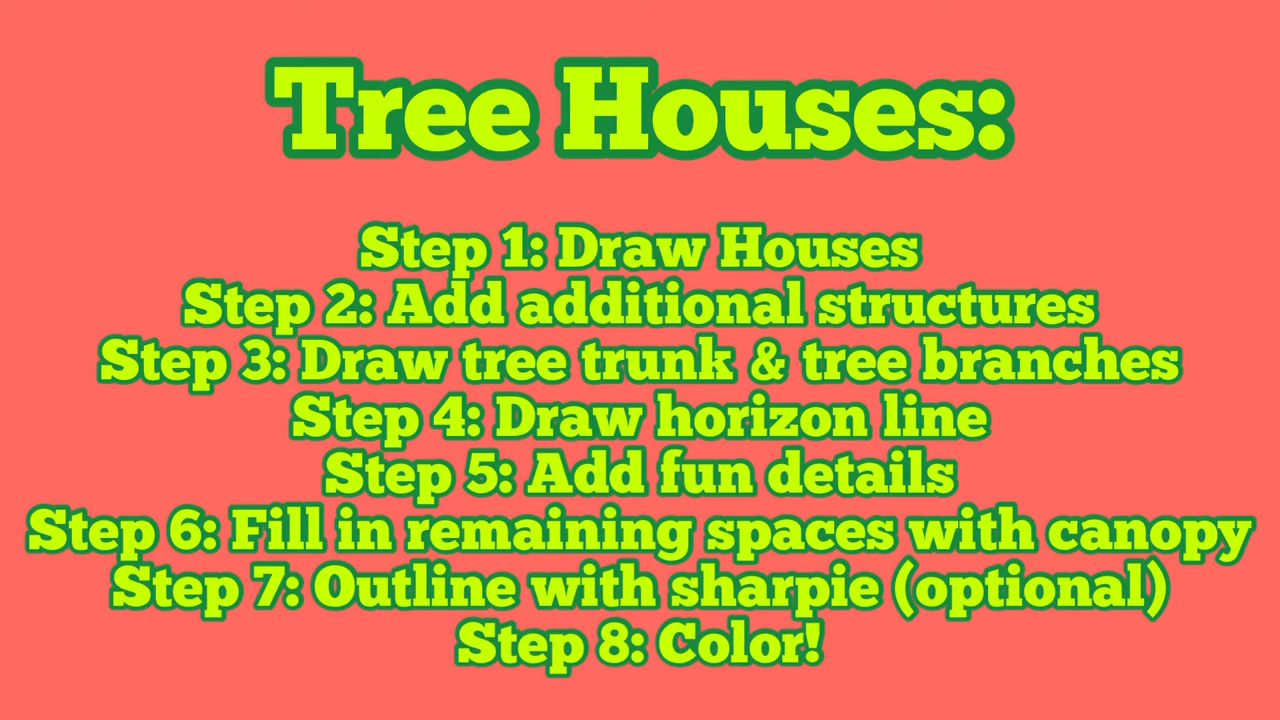 Tree Houses:
Step 1: Draw Houses
Step 2: Add additional structures
Step 3: Draw tree trunk & tree branches
Step 4: Draw horizon line
Step 5: Add fun details
Step 6: Fill in remaining spaces with canopy
Step 7: Outline with sharpie (optional)
Step 8: Color!